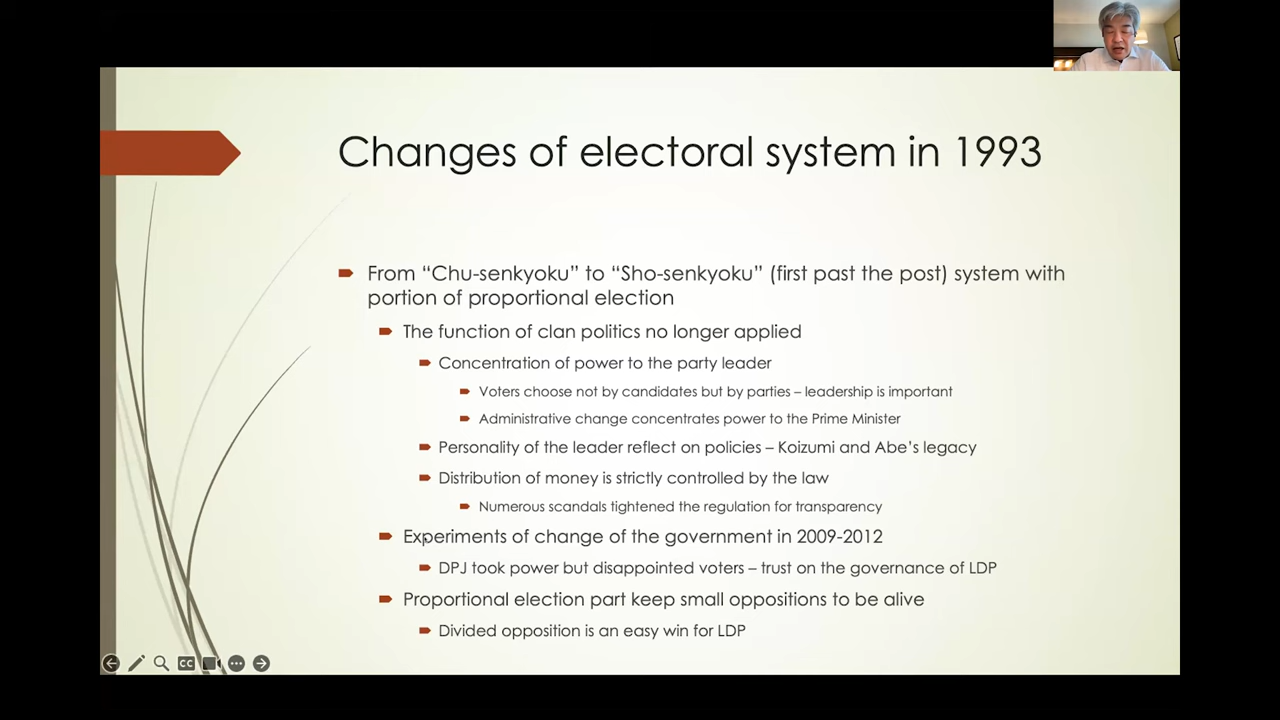 Changes of electoral system in 1993
From “Chu-senkyoku” to “Sho-senkyoku” (first past the post) system with
portion of proportional election
The function of clan politics no longer applied
Concentration of power to the party leader
Voters choose not by candidates but by parties – leadership is important
Administrative change concentrates power to the Prime Minister
Personality of the leader reflect on policies – Koizumi and Abe’s legacy
Distribution of money is strictly controlled by the law
Numerous scandals tightened the regulation for transparency
Experiments of change of the government in 2009-2012
DPJ took power but disappointed voters – trust on the governance of LDP
Proportional election part keep small oppositions to be alive
Divided opposition is an easy win for LDP
CC